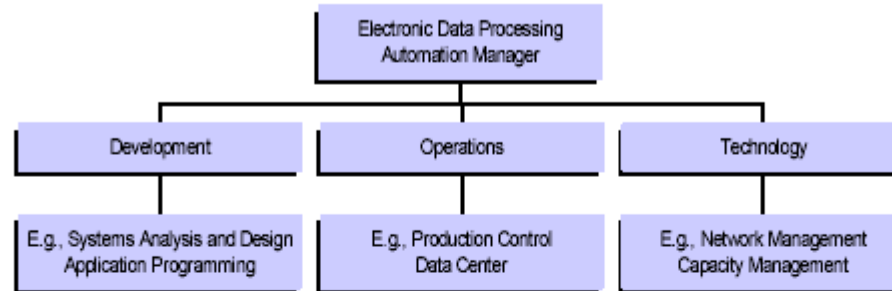 Electronic Data Processing
Automation Manager
Development
Operations
Technology
E.g., Systems Analysis and Design
Application Programming
E.g., Production Control
Data Center
E.g., Network Management
Capacity Management